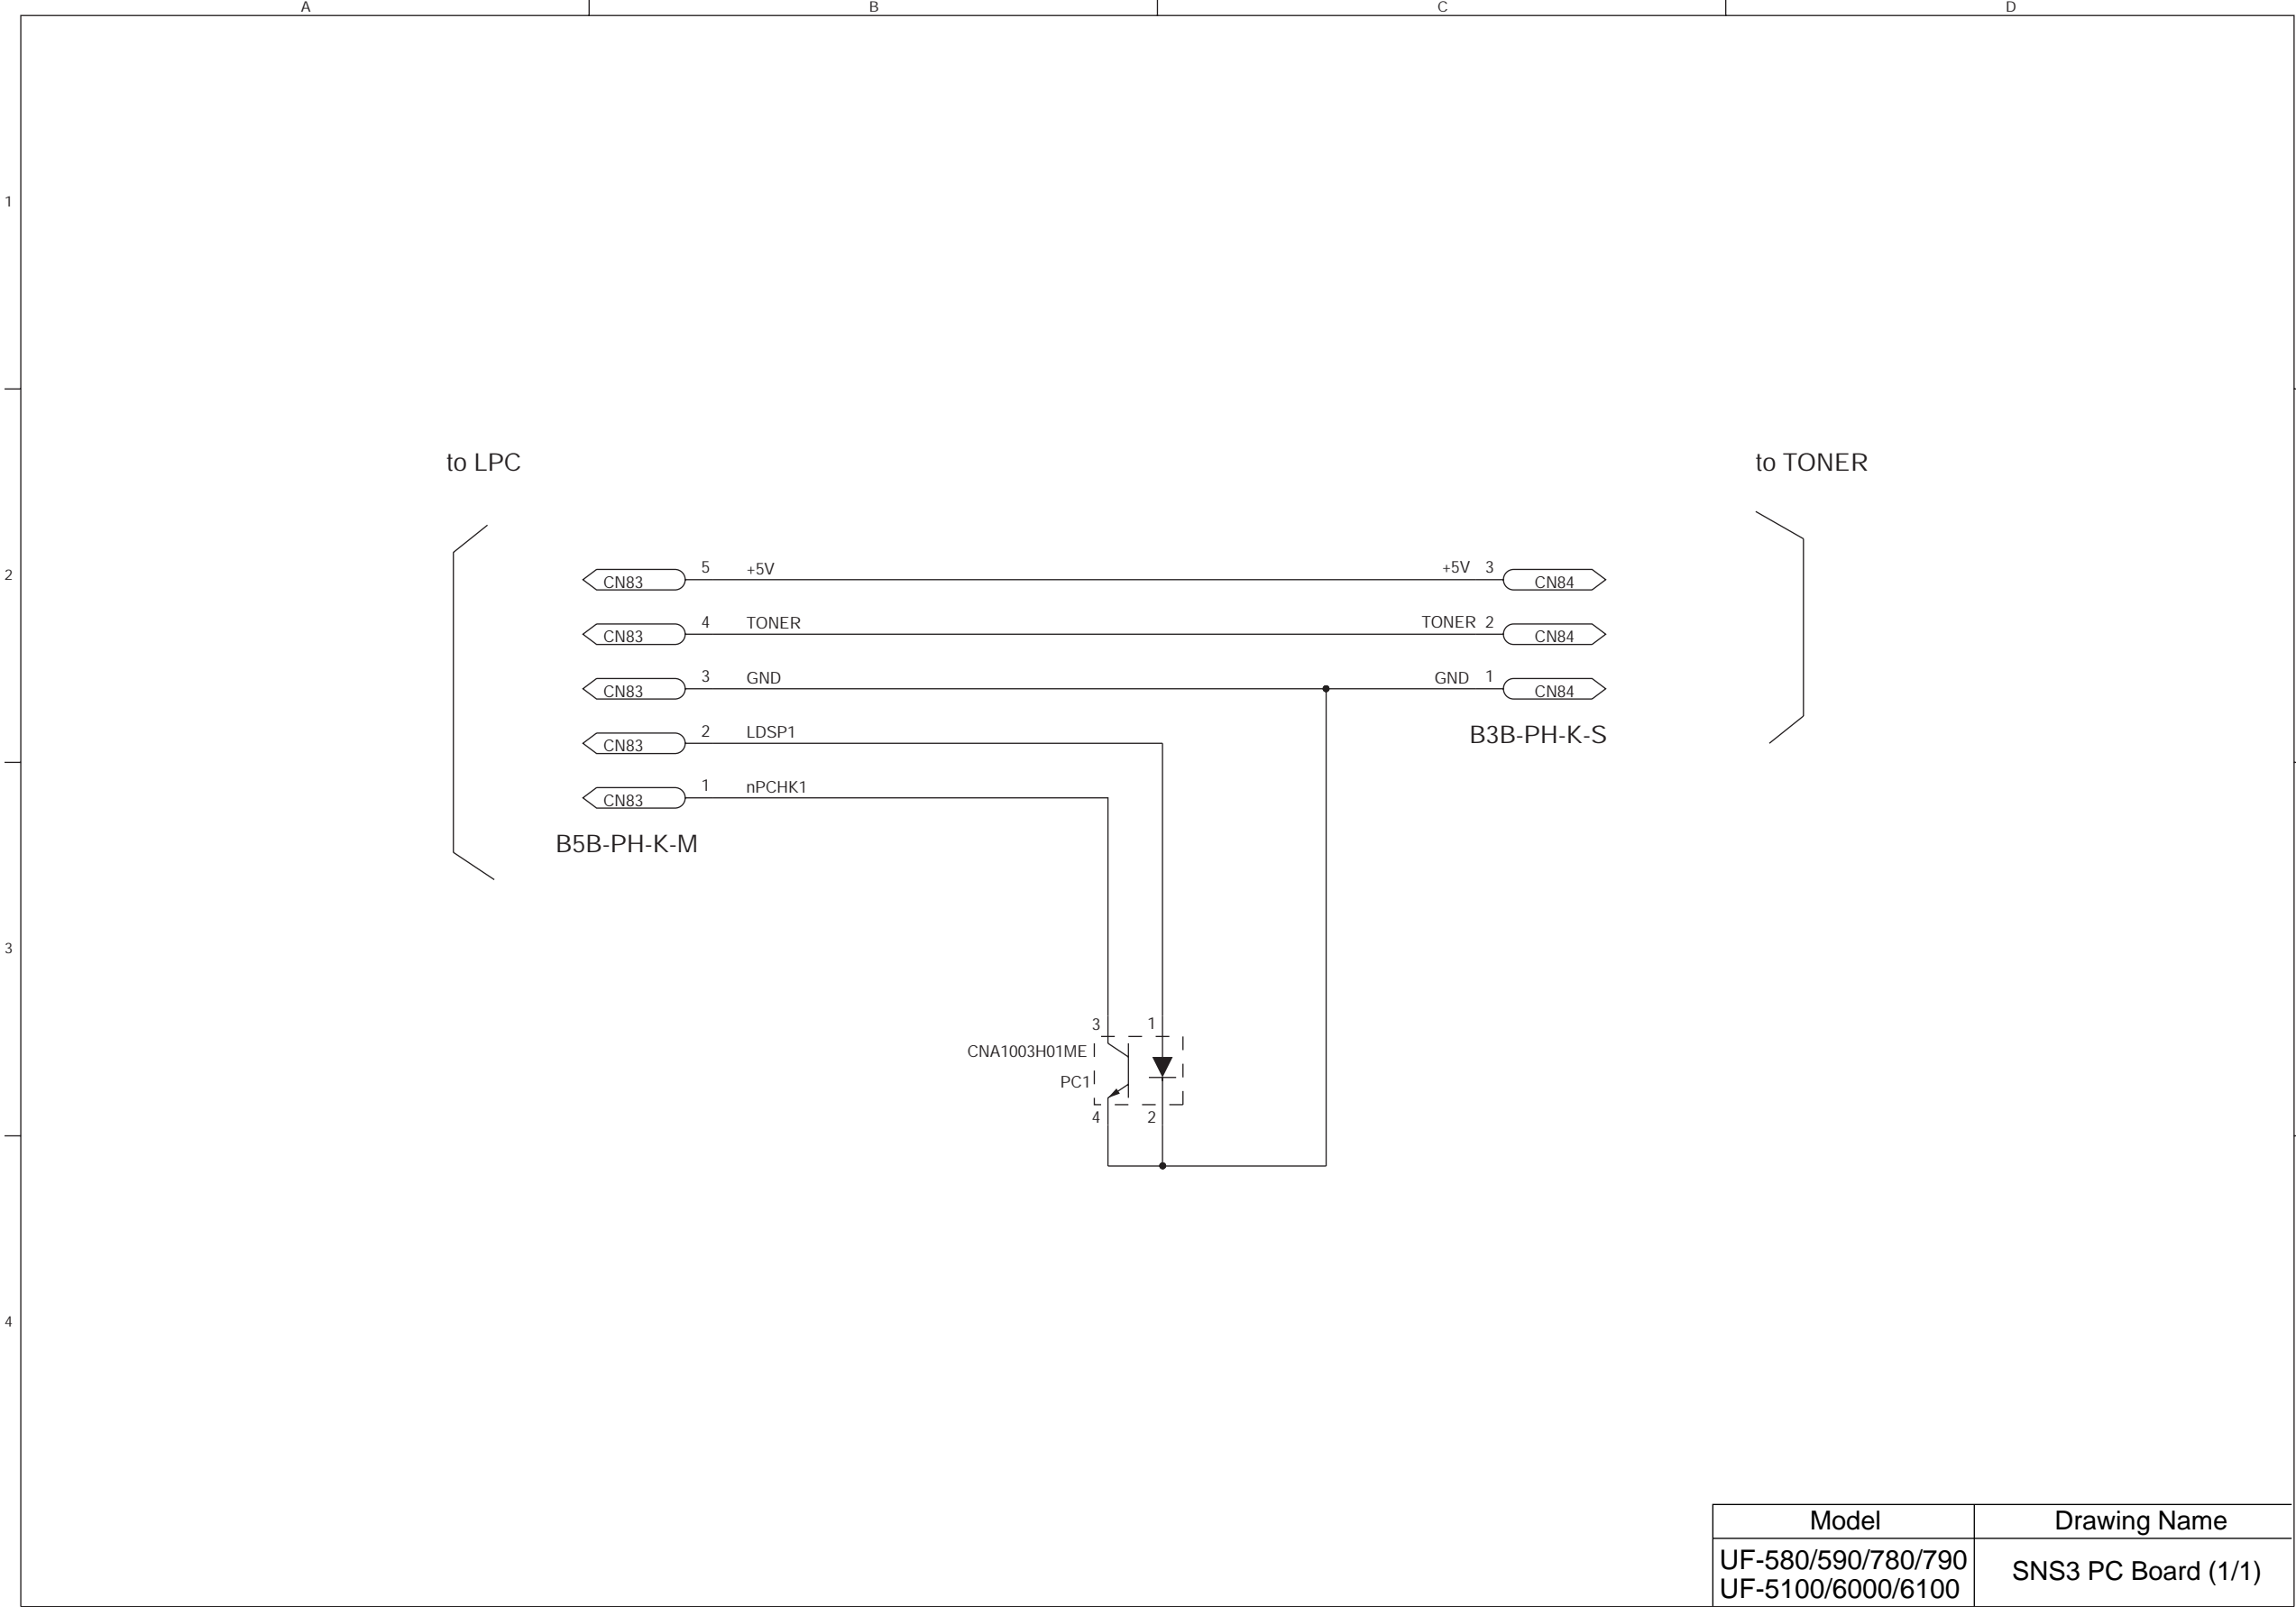 A B C D
1
to LPC
to TONER
2
CN83 5 +5V +5V 3 CN84
CN83 4 TONER TONER 2 CN84
CN83 3 GND GND 1 CN84
CN83 2 LDSP1
B3B-PH-K-S
CN83 1 nPCHK1
B5B-PH-K-M
3
3 1
CNA1003H01ME
PC1
4 2
4
Model Drawing Name
UF-580/590/780/790
UF-5100/6000/6100
SNS3 PC Board (1/1)